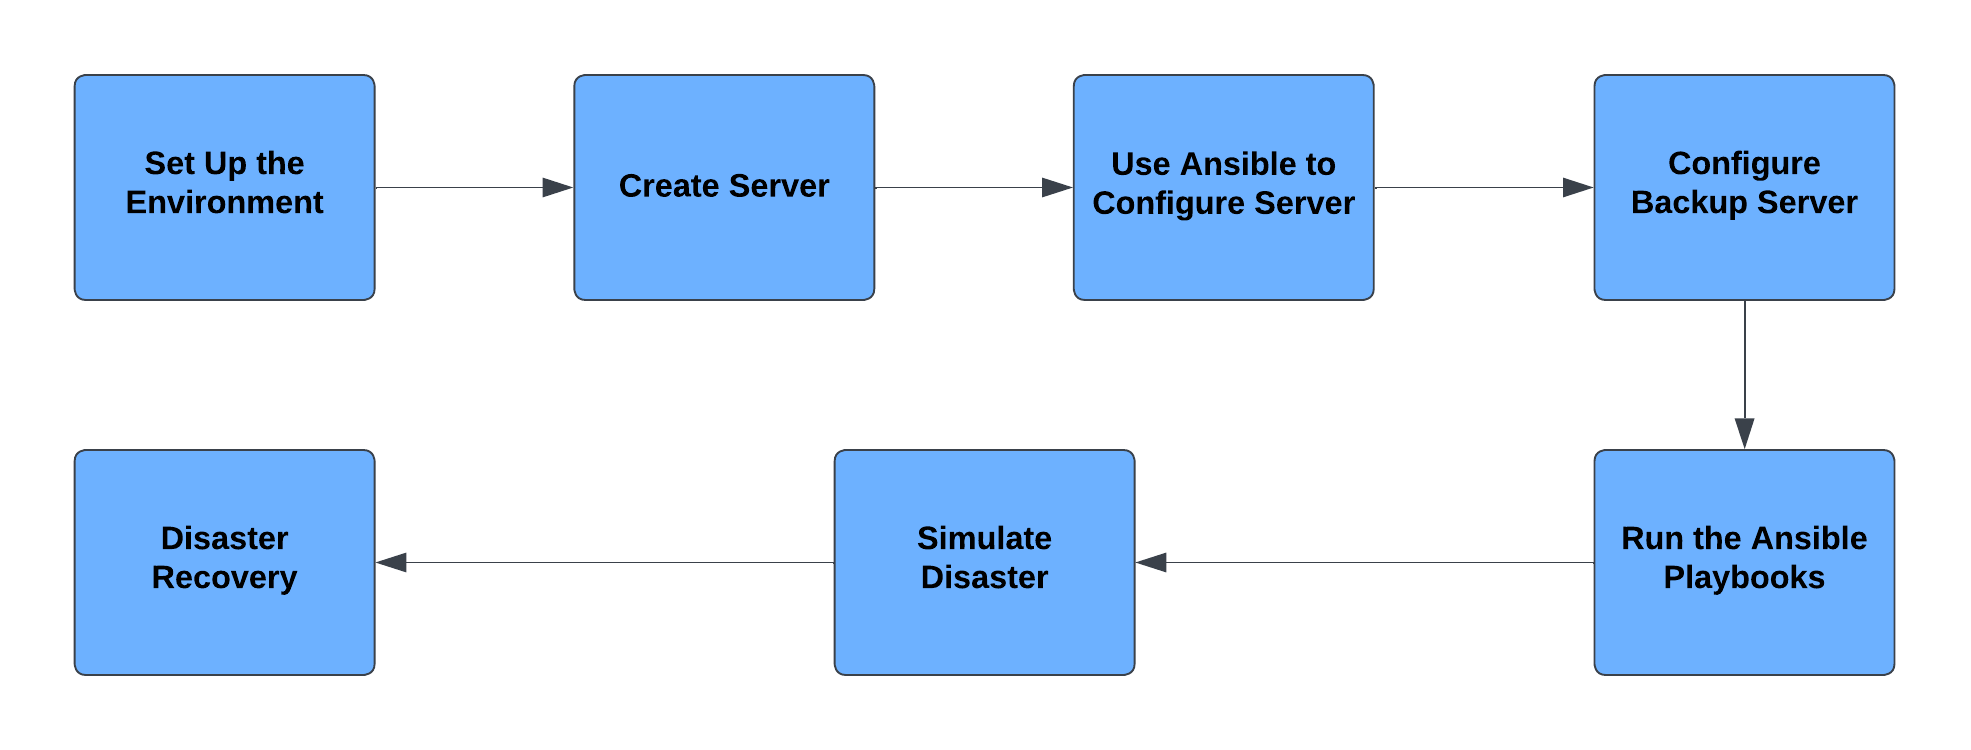 Set Up the
Environment
Create Server
Use Ansible to
Configure Server
Configure
Backup Server
Run the Ansible
Playbooks
Simulate
Disaster
Disaster
Recovery